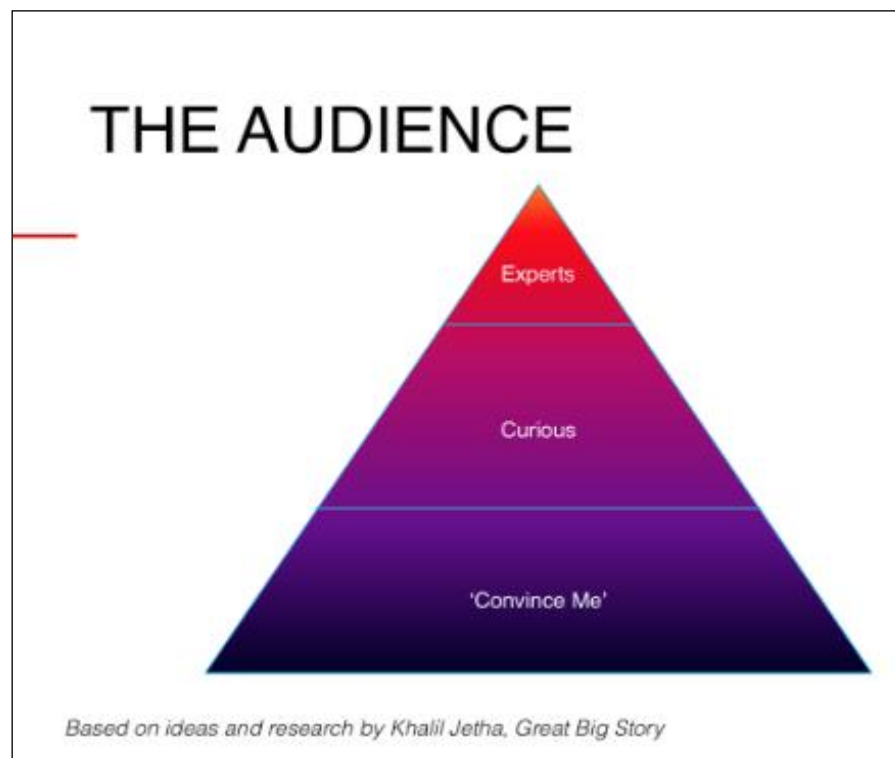 THE AUDIENCE
Experts
Curious
‘Convince Me’
Based on ideas and research by Khalil Jetha, Great Big Story